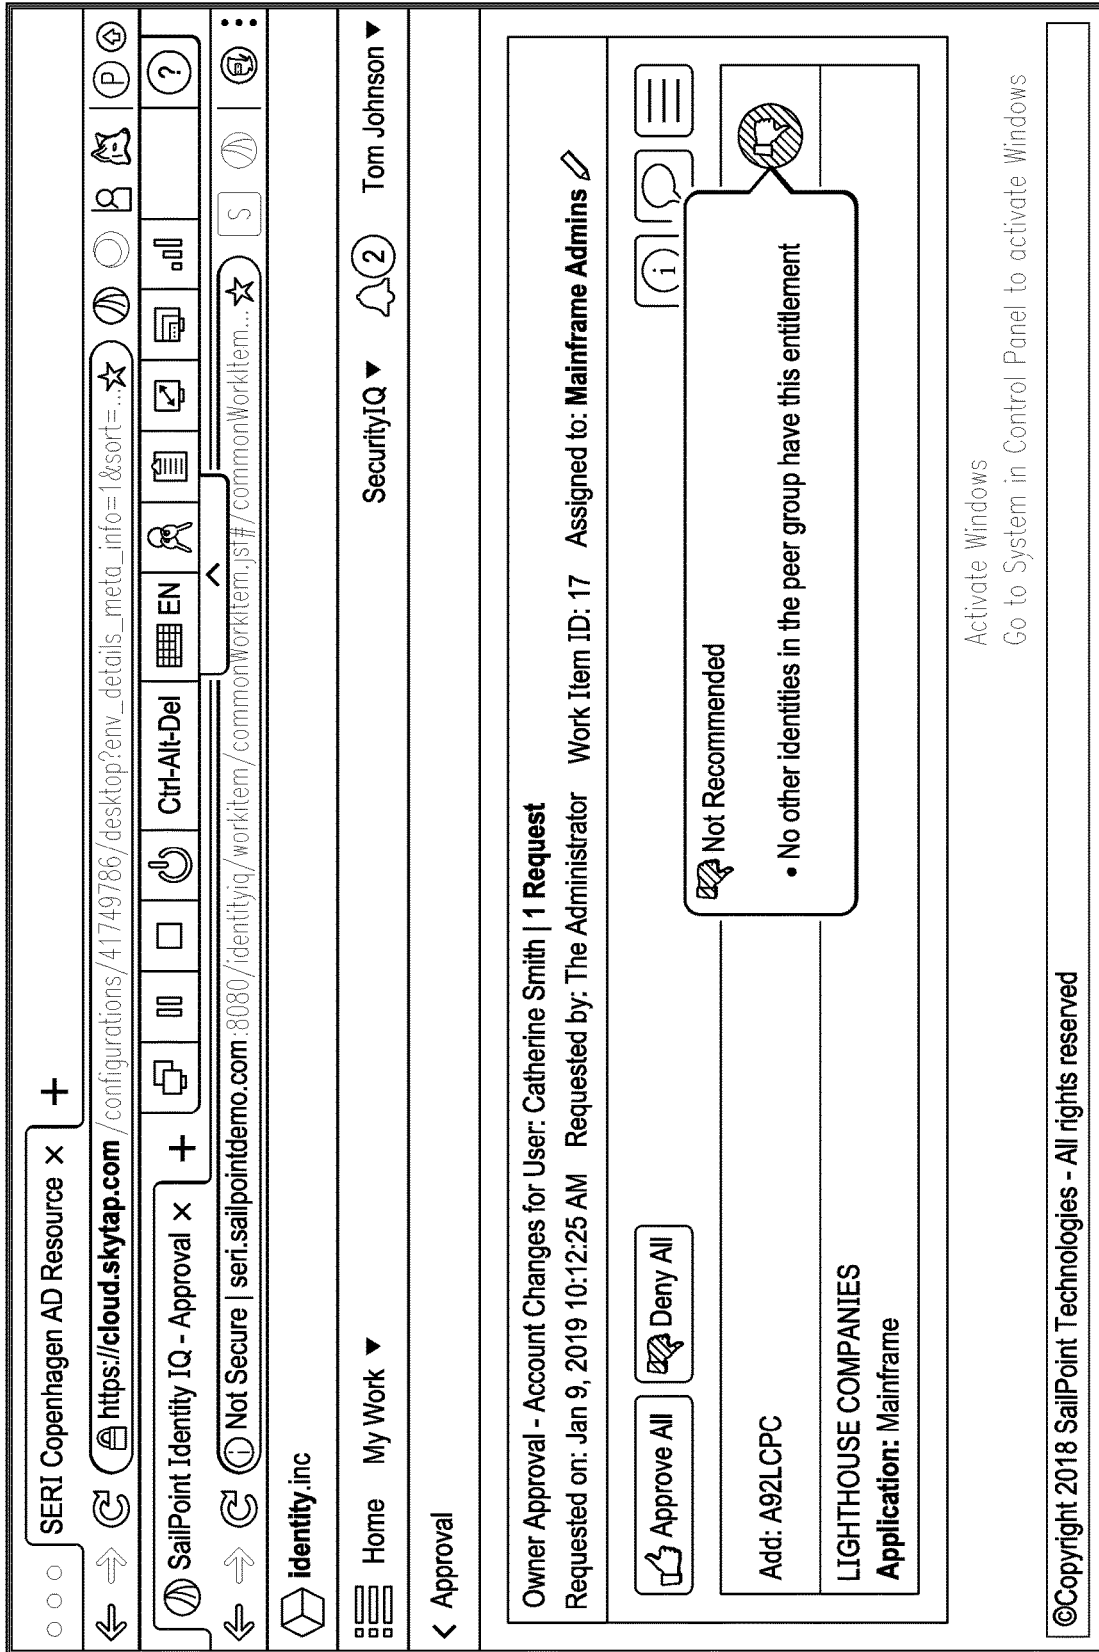 SERI Copenhagen AD Resource × +
https://cloud.skytap.com/configurations/41749786/desktop?env_details_meta_info=1&sort=... P
SailPoint Identity IQ - Approval × + Ctrl-Alt-Del EN ?
Not Secure | seri.sailpointdemo.com:8080/identityiq/workitem/commonWorkItem.jsf#/commonWorkItem... S
identity.inc
Home My Work ▼ SecurityIQ ▼ 2 Tom Johnson ▼
< Approval
Owner Approval - Account Changes for User: Catherine Smith | 1 Request
Requested on: Jan 9, 2019 10:12:25 AM Requested by: The Administrator Work Item ID: 17 Assigned to: Mainframe Admins
Approve All Deny All i
Not Recommended
Add: A92LCPC
• No other identities in the peer group have this entitlement
LIGHTHOUSE COMPANIES
Application: Mainframe
Activate Windows
Go to System in Control Panel to activate Windows
©Copyright 2018 SailPoint Technologies - All rights reserved